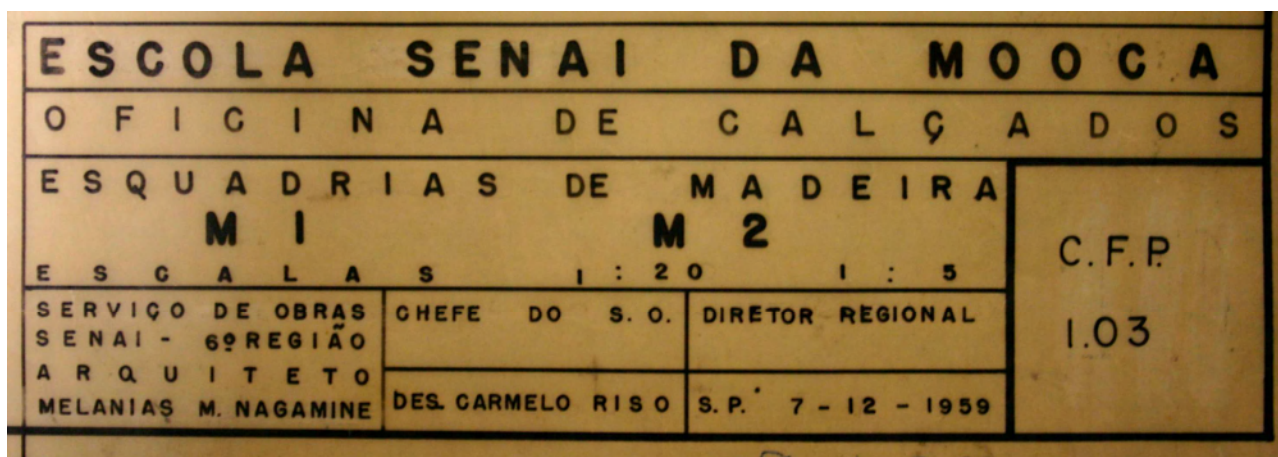 ESCOLA SENAI DA MOOCA
OFICINA DE CALÇADOS
ESQUADRIAS DE MADEIRA
M1 M2
ESCALAS 1:20 1:5
C.F.P.
1.03
SERVIÇO DE OBRAS
SENAI - 6º REGIÃO
ARQUITETO
MELANIAS M. NAGAMINE
CHEFE DO S. O.
DES. CARMELO RISO
DIRETOR REGIONAL
S. P. 7 - 12 - 1959